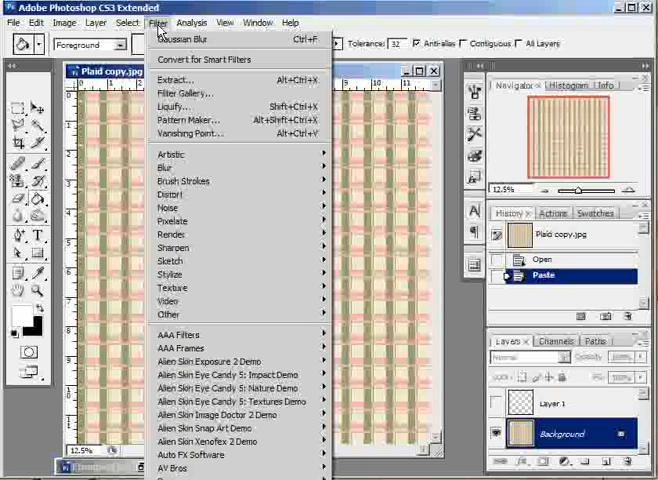 Adobe Photoshop CS3 Extended
File Edit Image Layer Select Filter Analysis View Window Help
Foreground Tolerance: 32 Anti-alias Contiguous All Layers
Gaussian Blur Ctrl+F
Convert for Smart Filters
Extract... Alt+Ctrl+X
Filter Gallery...
Liquify... Shift+Ctrl+X
Pattern Maker... Alt+Shift+Ctrl+X
Vanishing Point... Alt+Ctrl+V
Artistic
Blur
Brush Strokes
Distort
Noise
Pixelate
Render
Sharpen
Sketch
Stylize
Texture
Video
Other
AAA Filters
AAA Frames
Alien Skin Exposure 2 Demo
Alien Skin Eye Candy 5: Impact Demo
Alien Skin Eye Candy 5: Nature Demo
Alien Skin Eye Candy 5: Textures Demo
Alien Skin Image Doctor 2 Demo
Alien Skin Snap Art Demo
Alien Skin Xenofex 2 Demo
Auto FX Software
AV Bros
Plaid copy.jpg
12.5%
Navigator Histogram Info
12.5%
History Actions Swatches
Plaid copy.jpg
Open
Paste
Layers Channels Paths
Normal Opacity: 100%
Lock: Fill: 100%
Layer 1
Background